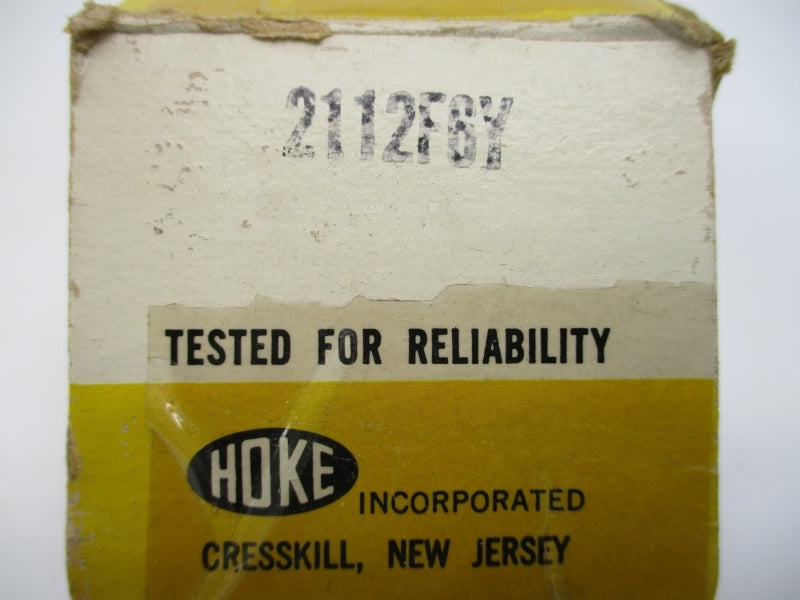 2112F6Y
TESTED FOR RELIABILITY
HOKE INCORPORATED
CRESSKILL, NEW JERSEY